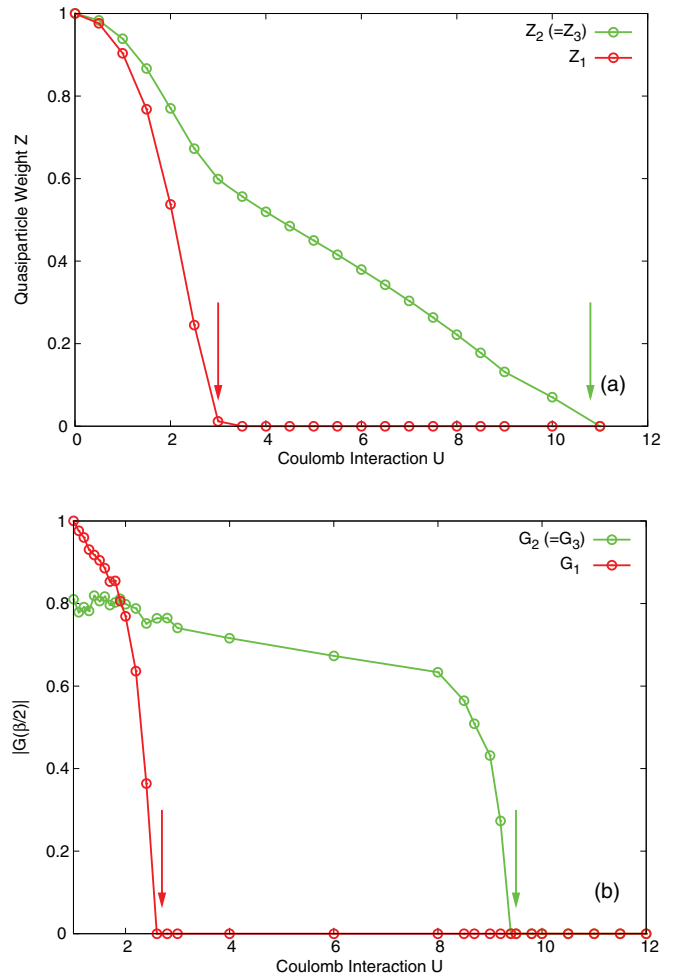 1
0.8
0.6
0.4
0.2
0
Quasiparticle Weight Z
Z2 (=Z3)
Z1
(a)
0 2 4 6 8 10 12
Coulomb Interaction U
1
0.8
0.6
0.4
0.2
0
|G(β/2)|
G2 (=G3)
G1
(b)
2 4 6 8 10 12
Coulomb Interaction U